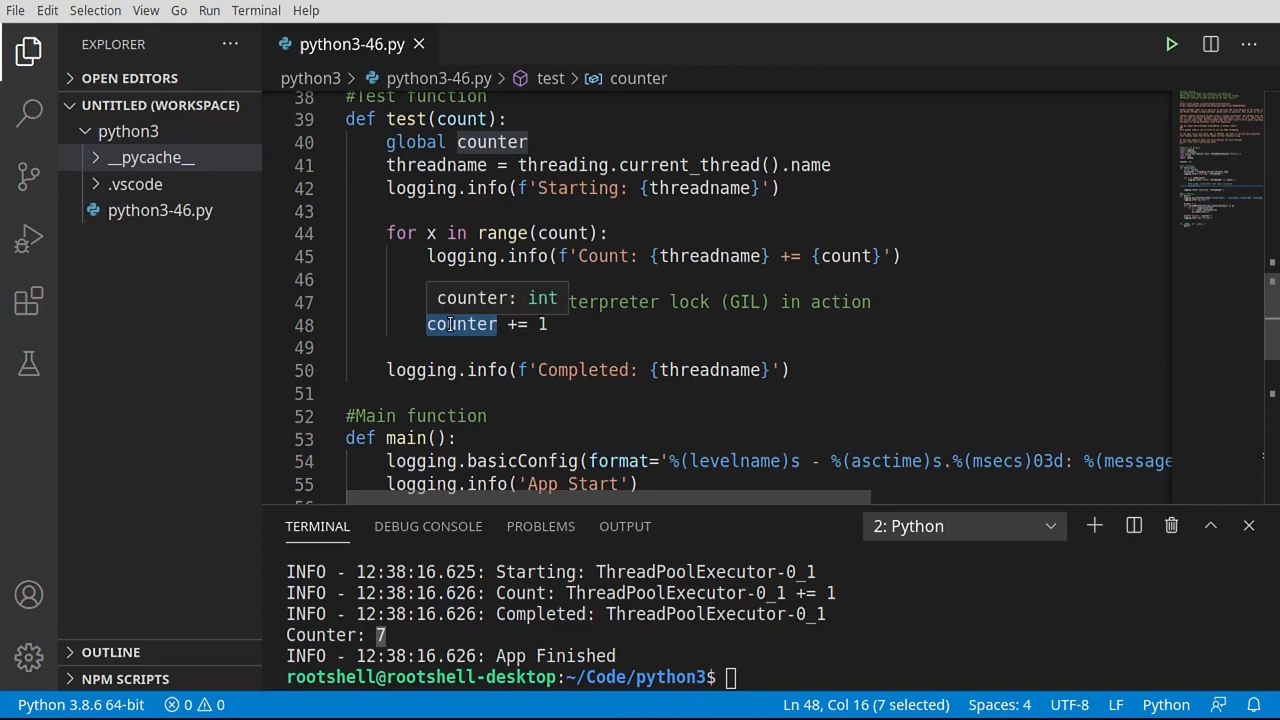 File Edit Selection View Go Run Terminal Help
EXPLORER ···
OPEN EDITORS
UNTITLED (WORKSPACE)
python3
__pycache__
.vscode
python3-46.py
OUTLINE
NPM SCRIPTS
python3-46.py
python3 > python3-46.py > test > counter
38 #Test function
39 def test(count):
40 global counter
41 threadname = threading.current_thread().name
42 logging.info(f'Starting: {threadname}')
43
44 for x in range(count):
45 logging.info(f'Count: {threadname} += {count}')
46
counter: int
47 terpreter lock (GIL) in action
48 counter += 1
49
50 logging.info(f'Completed: {threadname}')
51
52 #Main function
53 def main():
54 logging.basicConfig(format='%(levelname)s - %(asctime)s.%(msecs)03d: %(message
55 logging.info('App Start')
TERMINAL DEBUG CONSOLE PROBLEMS OUTPUT 2: Python
INFO - 12:38:16.625: Starting: ThreadPoolExecutor-0_1
INFO - 12:38:16.626: Count: ThreadPoolExecutor-0_1 += 1
INFO - 12:38:16.626: Completed: ThreadPoolExecutor-0_1
Counter: 7
INFO - 12:38:16.626: App Finished
rootshell@rootshell-desktop:~/Code/python3$
Python 3.8.6 64-bit 0 0 Ln 48, Col 16 (7 selected) Spaces: 4 UTF-8 LF Python